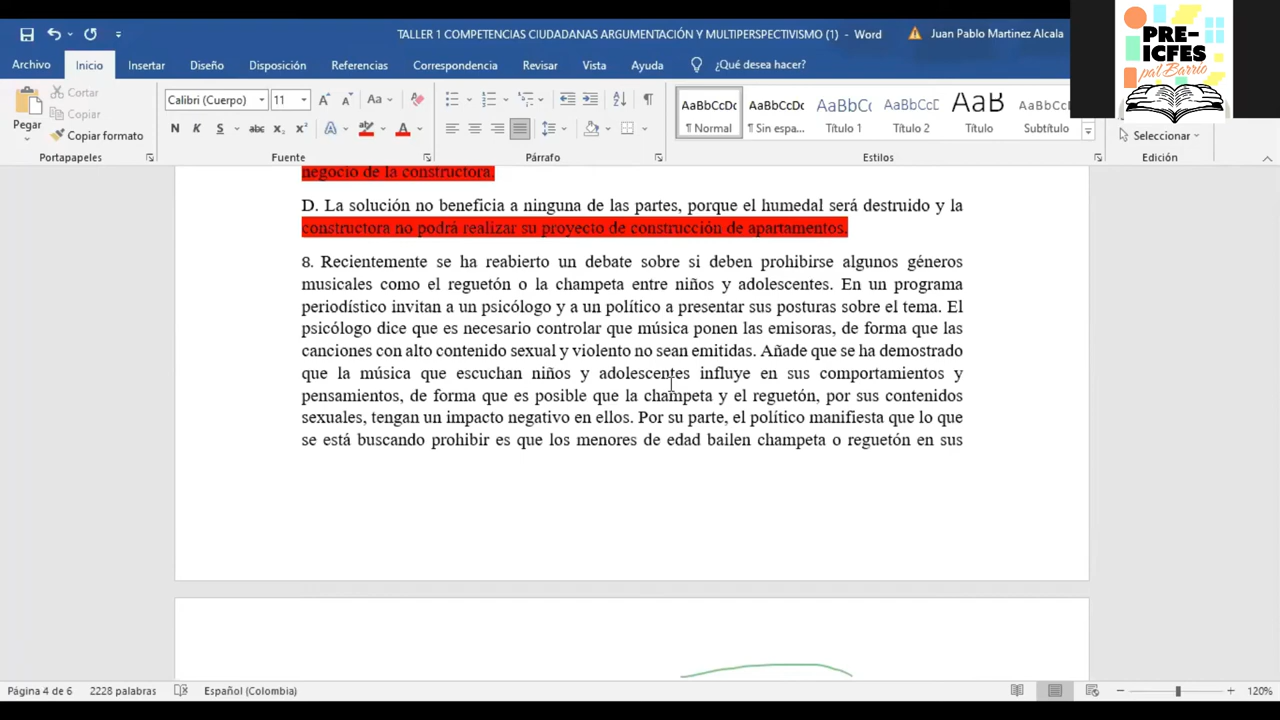 TALLER 1 COMPETENCIAS CIUDADANAS ARGUMENTACIÓN Y MULTIPERSPECTIVISMO (1) - Word
Juan Pablo Martinez Alcala
PRE-
ICFES
pal Barrio
Archivo Inicio Insertar Diseño Disposición Referencias Correspondencia Revisar Vista Ayuda ¿Qué desea hacer?
Pegar
Cortar
Copiar
Copiar formato
Portapapeles
Calibri (Cuerpo) 11
N K S abc x₂ x²
Fuente
Párrafo
AaBbCcDc AaBbCcDc AaBbC AaBbCcD AaB AaBbCcD
¶ Normal ¶ Sin espa... Título 1 Título 2 Título Subtítulo
Estilos
Seleccionar
Edición
negocio de la constructora.
D. La solución no beneficia a ninguna de las partes, porque el humedal será destruido y la
constructora no podrá realizar su proyecto de construcción de apartamentos.
8. Recientemente se ha reabierto un debate sobre si deben prohibirse algunos géneros
musicales como el reguetón o la champeta entre niños y adolescentes. En un programa
periodístico invitan a un psicólogo y a un político a presentar sus posturas sobre el tema. El
psicólogo dice que es necesario controlar que música ponen las emisoras, de forma que las
canciones con alto contenido sexual y violento no sean emitidas. Añade que se ha demostrado
que la música que escuchan niños y adolescentes influye en sus comportamientos y
pensamientos, de forma que es posible que la champeta y el reguetón, por sus contenidos
sexuales, tengan un impacto negativo en ellos. Por su parte, el político manifiesta que lo que
se está buscando prohibir es que los menores de edad bailen champeta o reguetón en sus
Página 4 de 6 2228 palabras Español (Colombia) 120%